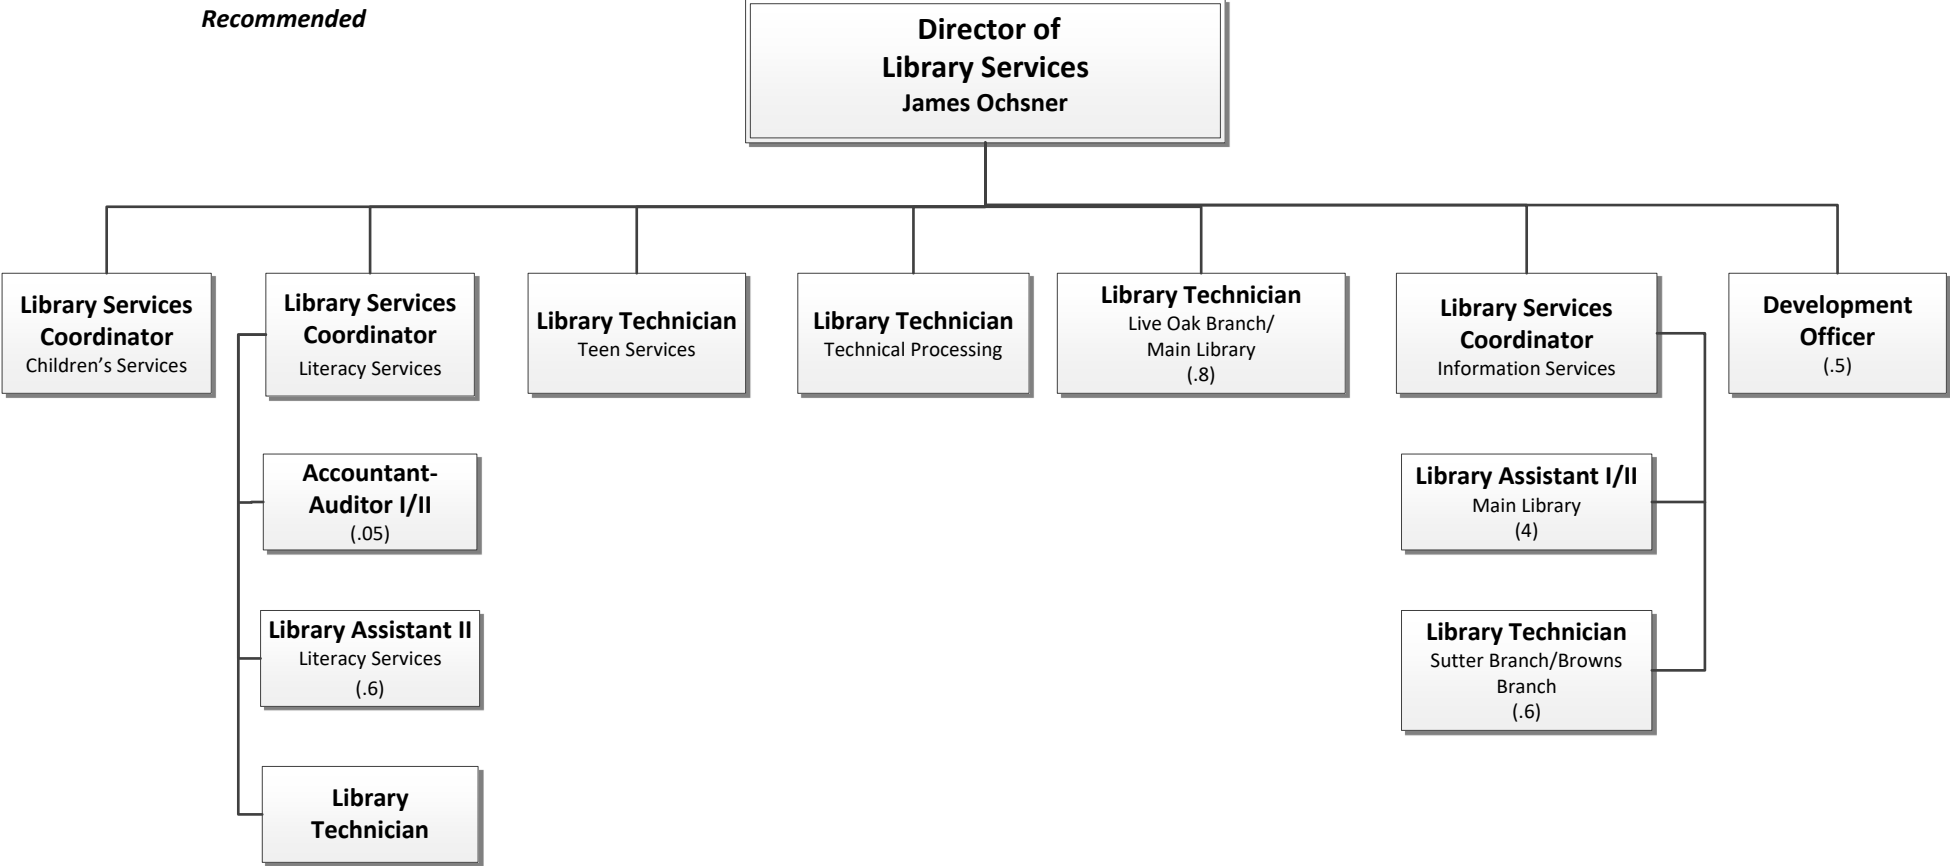 Recommended
Director of
Library Services
James Ochsner
Library Services
Coordinator
Children’s Services
Library Services
Coordinator
Literacy Services
Library Technician
Teen Services
Library Technician
Technical Processing
Library Technician
Live Oak Branch/
Main Library
(.8)
Library Services
Coordinator
Information Services
Development
Officer
(.5)
Accountant-
Auditor I/II
(.05)
Library Assistant I/II
Main Library
(4)
Library Assistant II
Literacy Services
(.6)
Library Technician
Sutter Branch/Browns
Branch
(.6)
Library
Technician